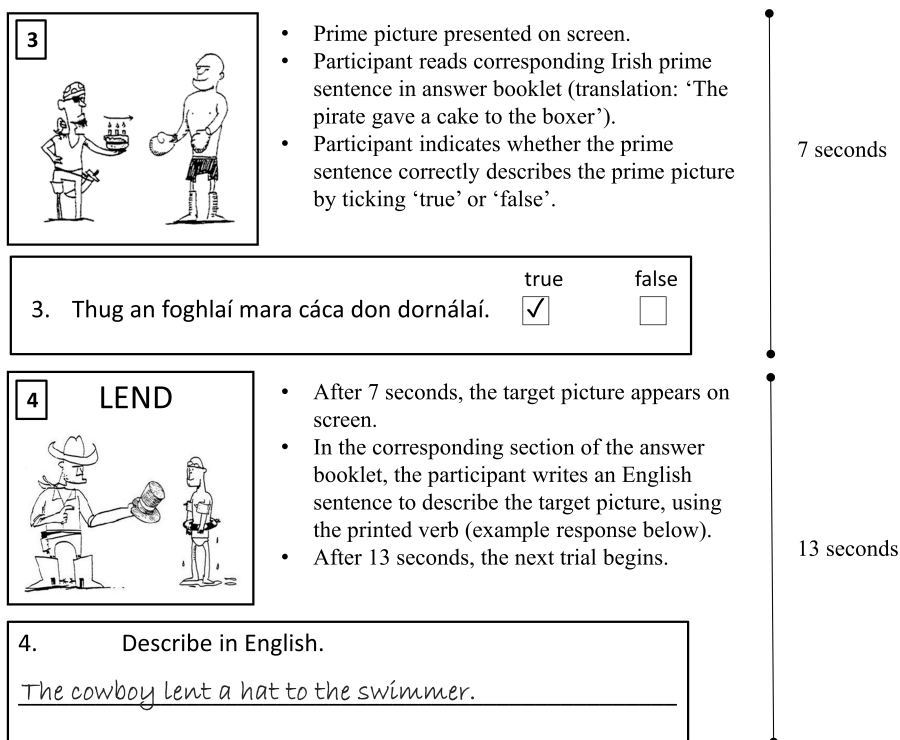 3
• Prime picture presented on screen.
• Participant reads corresponding Irish prime
sentence in answer booklet (translation: ‘The
pirate gave a cake to the boxer’).
• Participant indicates whether the prime
sentence correctly describes the prime picture
by ticking ‘true’ or ‘false’.
7 seconds
true false
3. Thug an foghlaí mara cáca don dornálaí. ✓
4 LEND
• After 7 seconds, the target picture appears on
screen.
• In the corresponding section of the answer
booklet, the participant writes an English
sentence to describe the target picture, using
the printed verb (example response below).
• After 13 seconds, the next trial begins.
13 seconds
4. Describe in English.
The cowboy lent a hat to the swimmer.